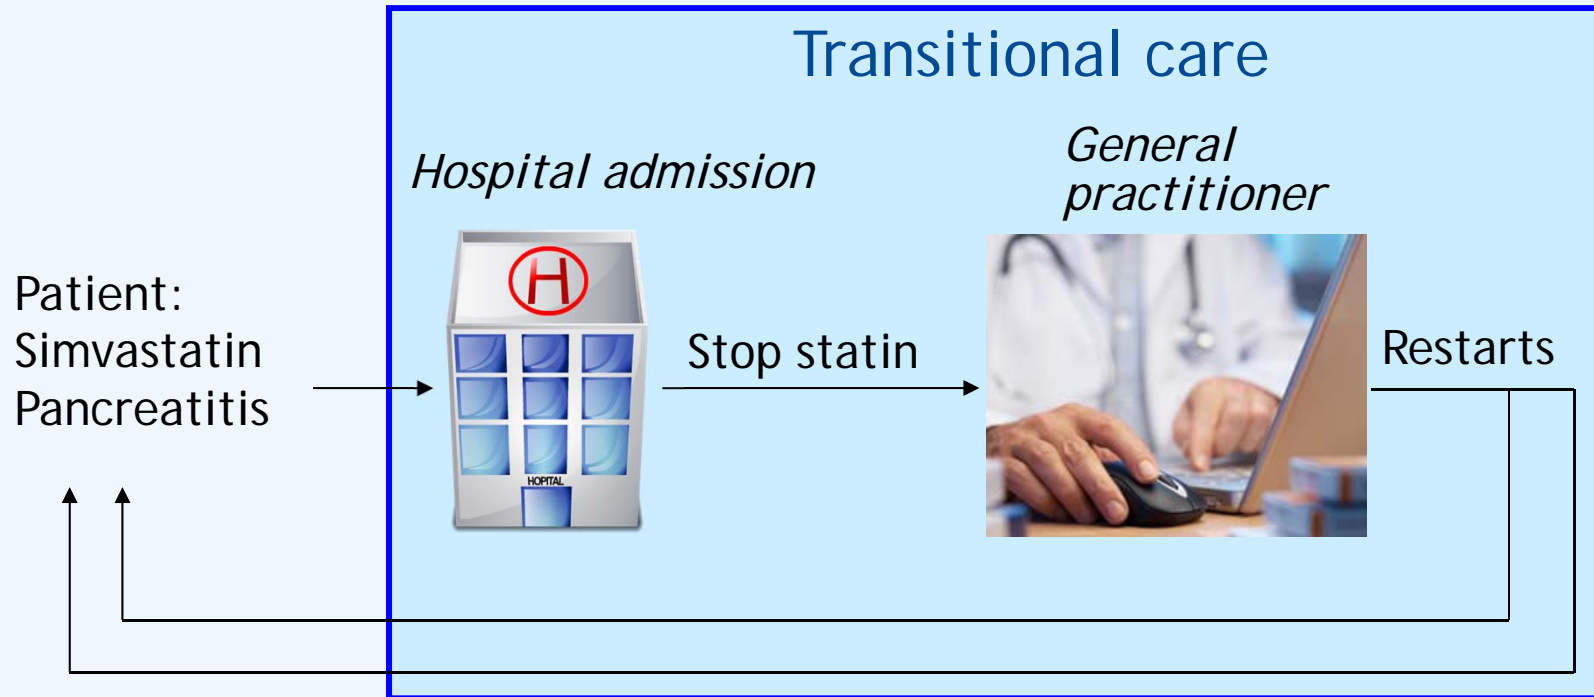 Transitional care
Hospital admission
General
practitioner
Patient:
Simvastatin
Pancreatitis
H
HOPITAL
Stop statin
Restarts